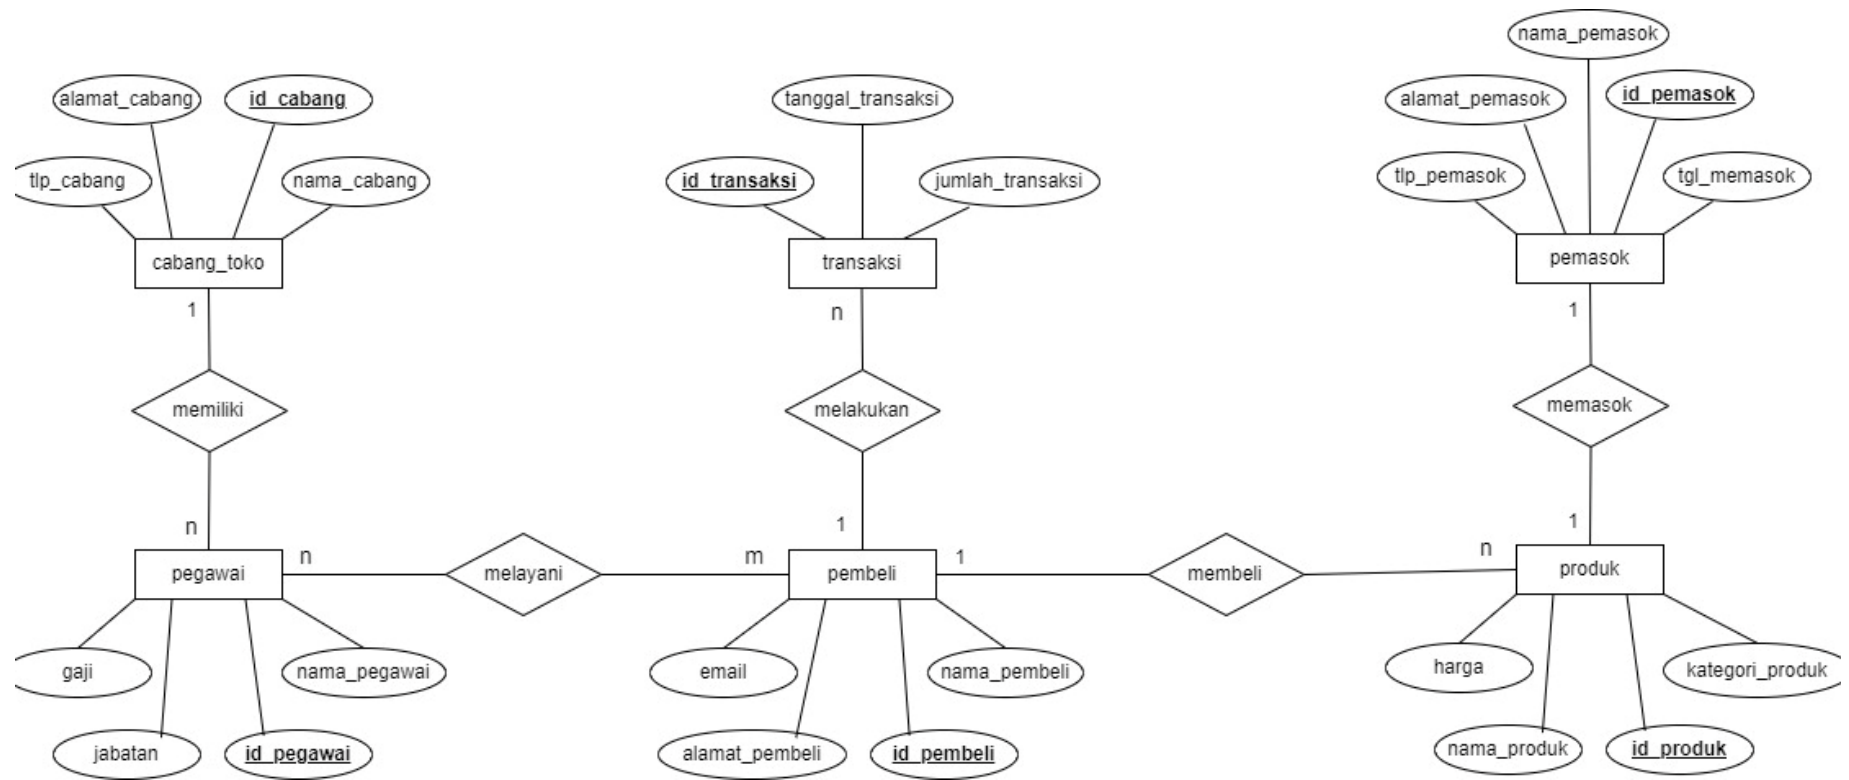 nama_pemasok
alamat_cabang
id_cabang
tanggal_transaksi
alamat_pemasok
id_pemasok
tlp_cabang
nama_cabang
id_transaksi
jumlah_transaksi
tlp_pemasok
tgl_memasok
cabang_toko
transaksi
pemasok
1
n
1
memiliki
melakukan
memasok
n
1
1
pegawai
n
melayani
m
pembeli
1
membeli
n
produk
gaji
nama_pegawai
email
nama_pembeli
harga
kategori_produk
jabatan
id_pegawai
alamat_pembeli
id_pembeli
nama_produk
id_produk